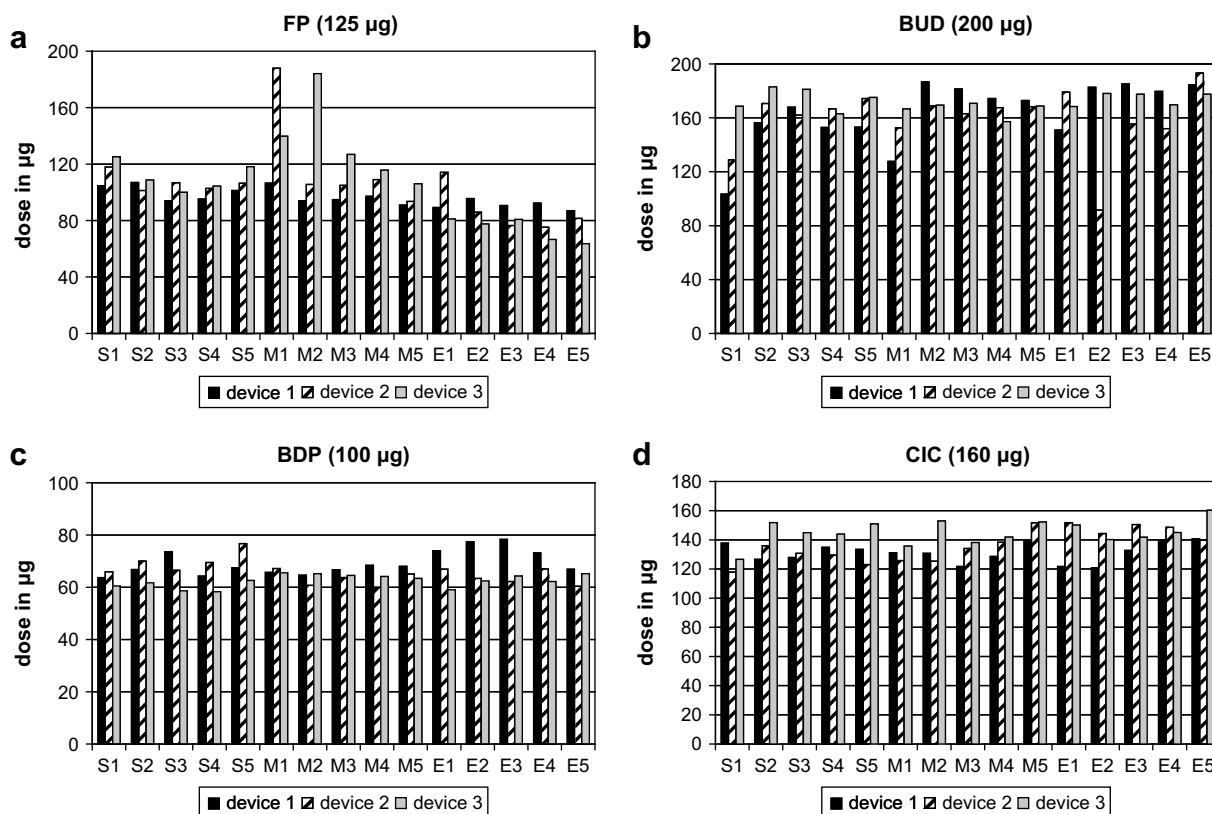 a
FP (125 µg)
dose in µg
200
160
120
80
40
0
S1 S2 S3 S4 S5 M1 M2 M3 M4 M5 E1 E2 E3 E4 E5
device 1 device 2 device 3
b
BUD (200 µg)
dose in µg
200
160
120
80
40
0
S1 S2 S3 S4 S5 M1 M2 M3 M4 M5 E1 E2 E3 E4 E5
device 1 device 2 device 3
c
BDP (100 µg)
dose in µg
100
80
60
40
20
0
S1 S2 S3 S4 S5 M1 M2 M3 M4 M5 E1 E2 E3 E4 E5
device 1 device 2 device 3
d
CIC (160 µg)
dose in µg
180
160
140
120
100
80
60
40
20
0
S1 S2 S3 S4 S5 M1 M2 M3 M4 M5 E1 E2 E3 E4 E5
device 1 device 2 device 3